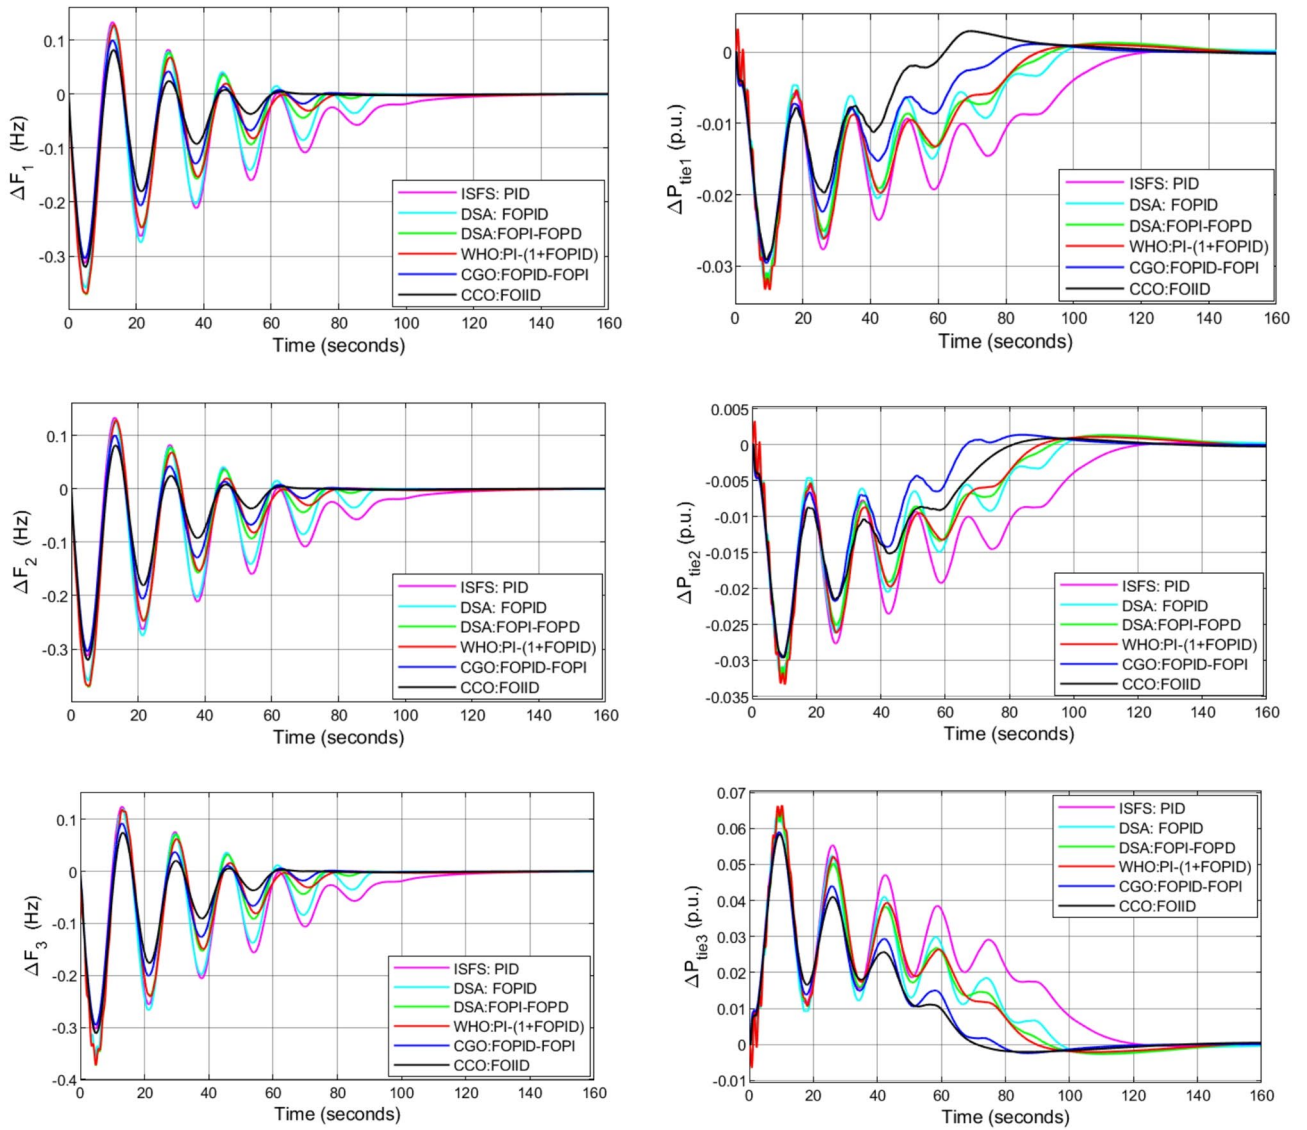 0.1
0
-0.1
-0.2
-0.3
ΔF1 (Hz)
0 20 40 60 80 100 120 140 160
Time (seconds)
ISFS: PID
DSA: FOPID
DSA:FOPI-FOPD
WHO:PI-(1+FOPID)
CGO:FOPID-FOPI
CCO:FOIID
0
-0.01
-0.02
-0.03
ΔPtie1 (p.u.)
0 20 40 60 80 100 120 140 160
Time (seconds)
ISFS: PID
DSA: FOPID
DSA:FOPI-FOPD
WHO:PI-(1+FOPID)
CGO:FOPID-FOPI
CCO:FOIID
0.1
0
-0.1
-0.2
-0.3
ΔF2 (Hz)
0 20 40 60 80 100 120 140 160
Time (seconds)
ISFS: PID
DSA: FOPID
DSA:FOPI-FOPD
WHO:PI-(1+FOPID)
CGO:FOPID-FOPI
CCO:FOIID
0.005
0
-0.005
-0.01
-0.015
-0.02
-0.025
-0.03
-0.035
ΔPtie2 (p.u.)
0 20 40 60 80 100 120 140 160
Time (seconds)
ISFS: PID
DSA: FOPID
DSA:FOPI-FOPD
WHO:PI-(1+FOPID)
CGO:FOPID-FOPI
CCO:FOIID
0.1
0
-0.1
-0.2
-0.3
-0.4
ΔF3 (Hz)
0 20 40 60 80 100 120 140 160
Time (seconds)
ISFS: PID
DSA: FOPID
DSA:FOPI-FOPD
WHO:PI-(1+FOPID)
CGO:FOPID-FOPI
CCO:FOIID
0.07
0.06
0.05
0.04
0.03
0.02
0.01
0
-0.01
ΔPtie3 (p.u.)
0 20 40 60 80 100 120 140 160
Time (seconds)
ISFS: PID
DSA: FOPID
DSA:FOPI-FOPD
WHO:PI-(1+FOPID)
CGO:FOPID-FOPI
CCO:FOIID